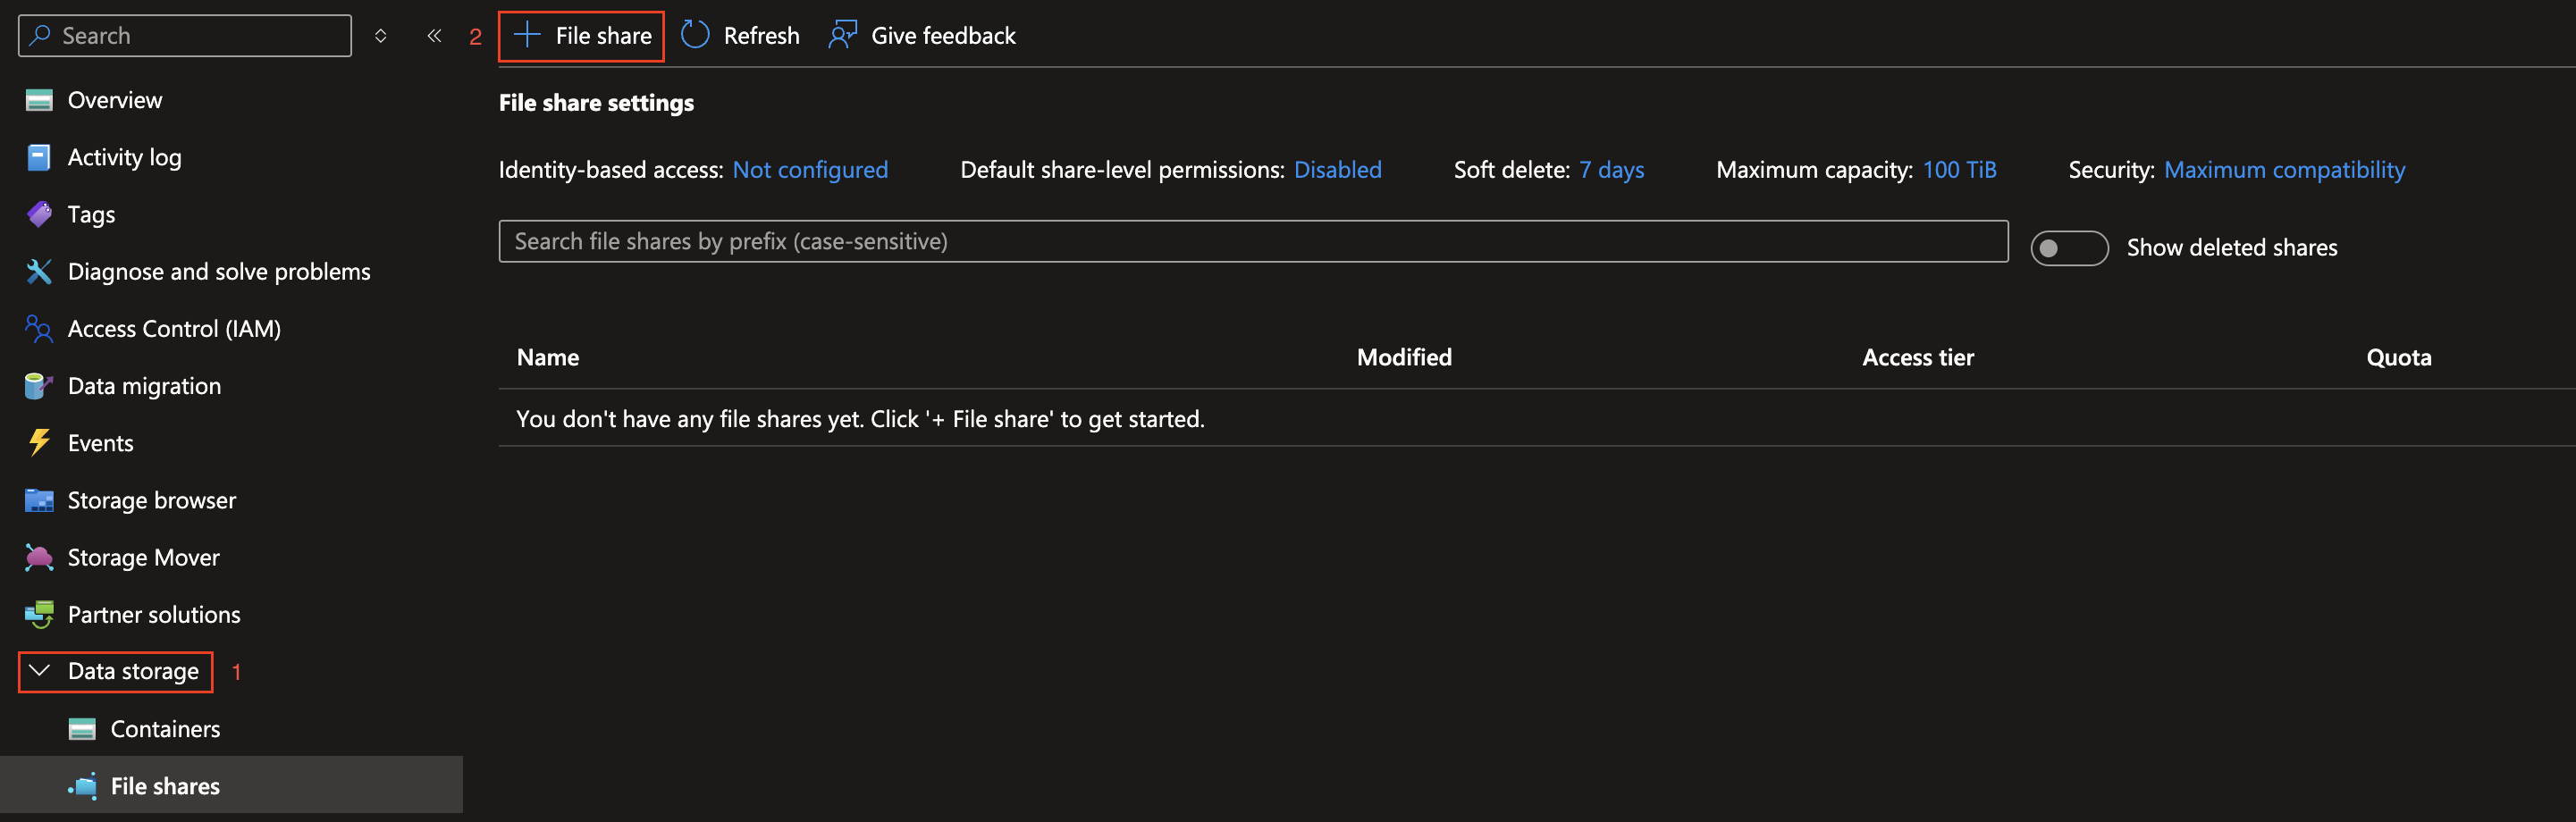 Search
2
File share
Refresh
Give feedback
Overview
Activity log
Tags
Diagnose and solve problems
Access Control (IAM)
Data migration
Events
Storage browser
Storage Mover
Partner solutions
Data storage 1
Containers
File shares
File share settings
Identity-based access: Not configured
Default share-level permissions: Disabled
Soft delete: 7 days
Maximum capacity: 100 TiB
Security: Maximum compatibility
Search file shares by prefix (case-sensitive)
Show deleted shares
Name Modified Access tier Quota
You don't have any file shares yet. Click '+ File share' to get started.